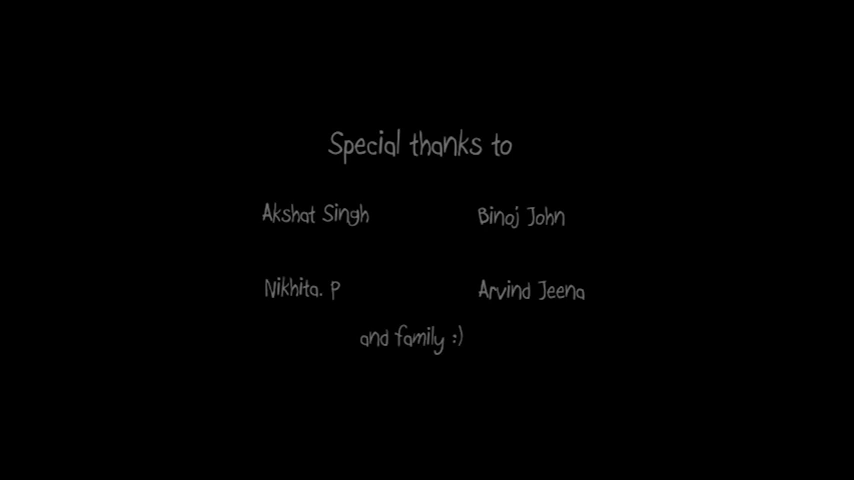 Special thanks to
Akshat Singh Binoj John
Nikhita. P Arvind Jeena
and family :)